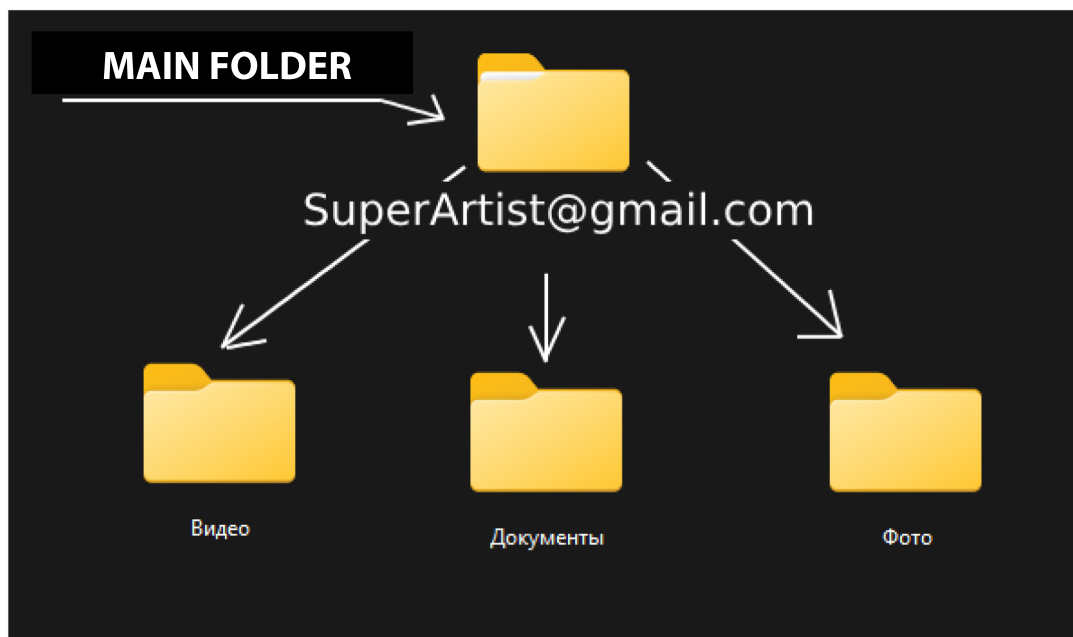 MAIN FOLDER
SuperArtist@gmail.com
Видео
Документы
Фото